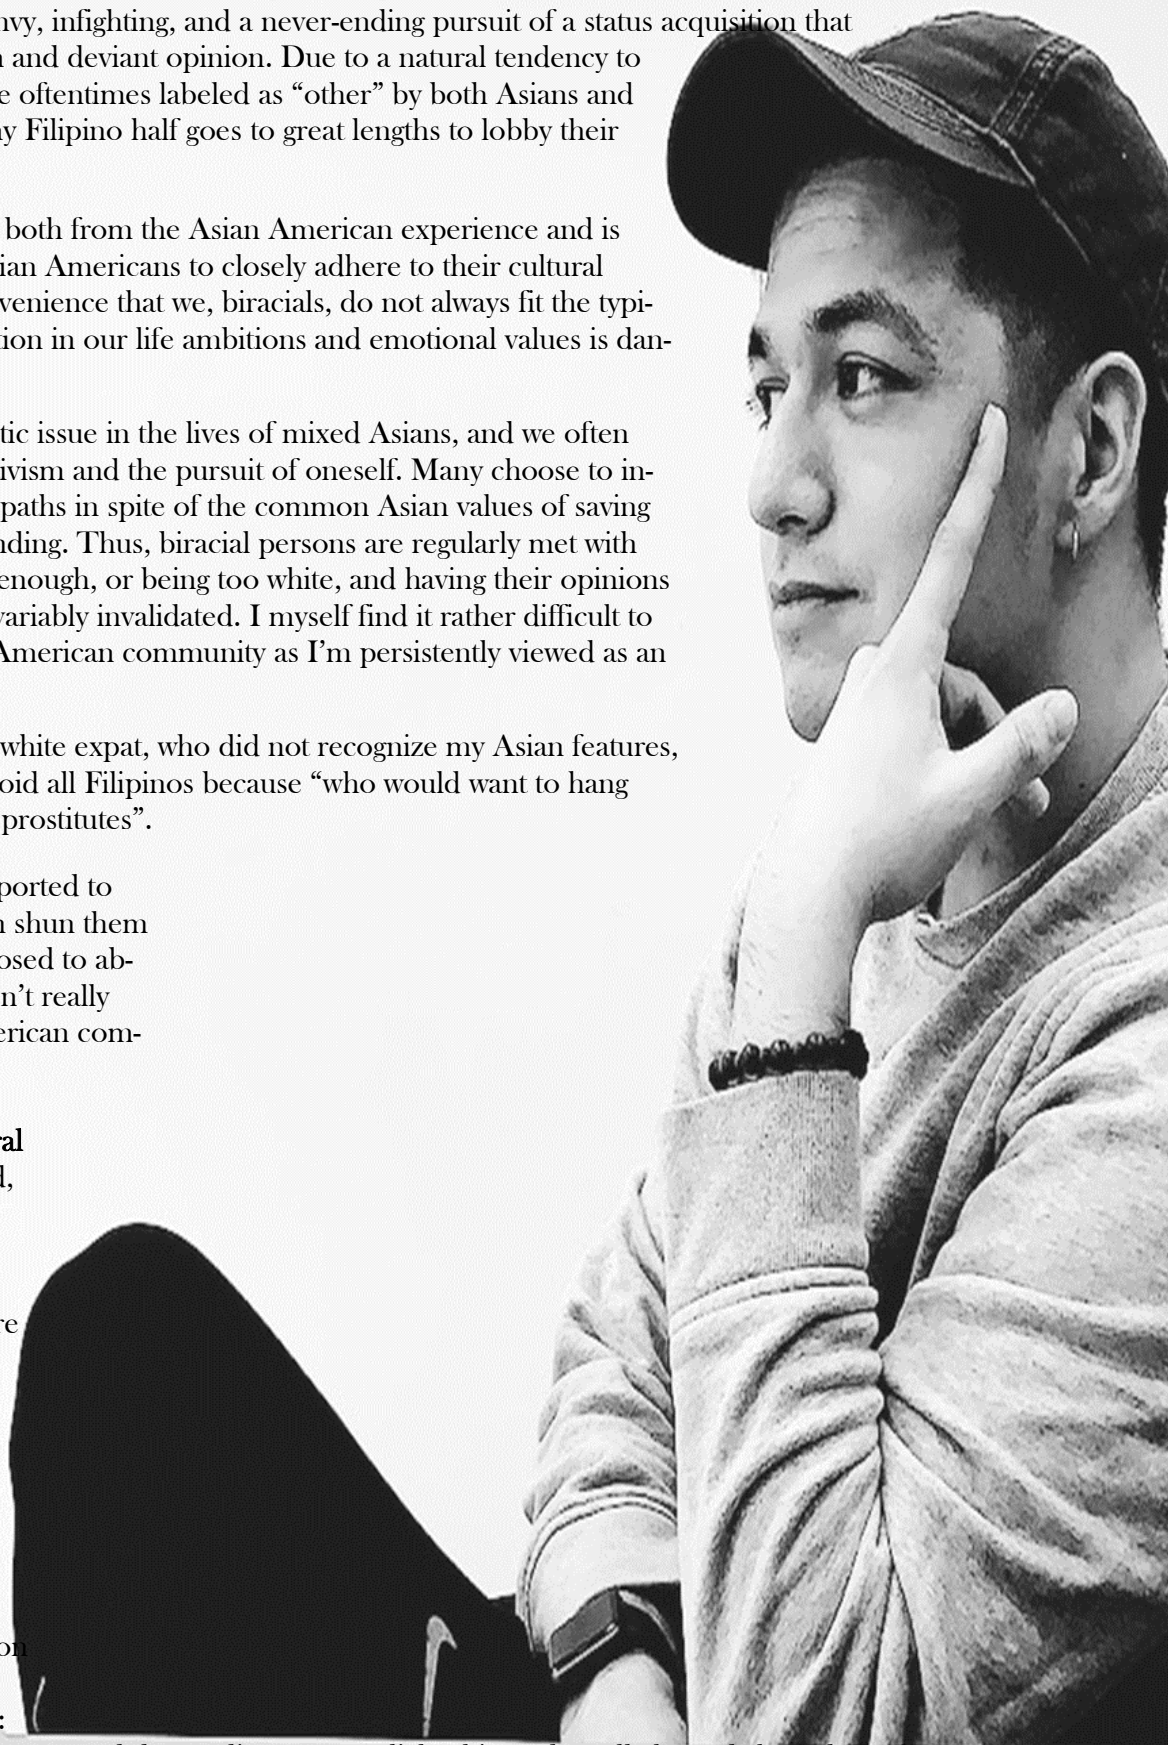 nvy, infighting, and a never-ending pursuit of a status acquisition that
and deviant opinion. Due to a natural tendency to
e oftentimes labeled as “other” by both Asians and
y Filipino half goes to great lengths to lobby their
both from the Asian American experience and is
ian Americans to closely adhere to their cultural
venience that we, biracials, do not always fit the typi-
tion in our life ambitions and emotional values is dan-
tic issue in the lives of mixed Asians, and we often
ivism and the pursuit of oneself. Many choose to in-
paths in spite of the common Asian values of saving
nding. Thus, biracial persons are regularly met with
enough, or being too white, and having their opinions
variably invalidated. I myself find it rather difficult to
American community as I’m persistently viewed as an
white expat, who did not recognize my Asian features,
oid all Filipinos because “who would want to hang
prostitutes”.
ported to
n shun them
osed to ab-
n’t really
erican com-
ral
d,
re
on
: